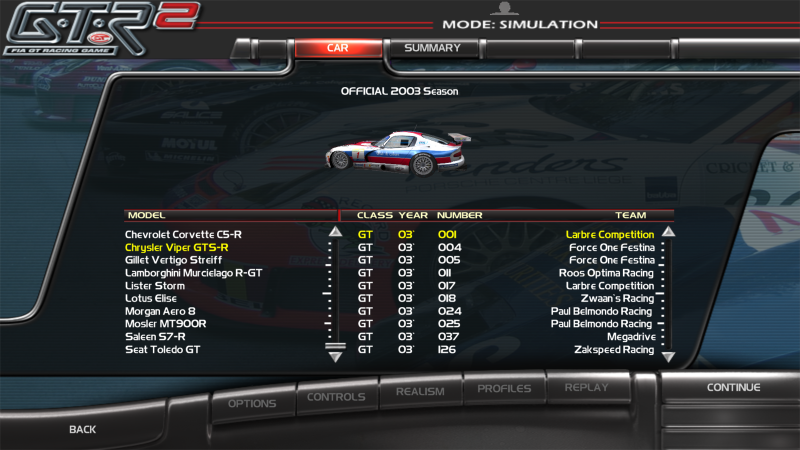 GTR2
FIA GT RACING GAME
MODE: SIMULATION
CAR
SUMMARY
OFFICIAL 2003 Season
MODEL CLASS YEAR NUMBER TEAM
Chevrolet Corvette C5-R GT 03' 001 Larbre Competition
Chrysler Viper GTS-R GT 03' 004 Force One Festina
Gillet Vertigo Streiff GT 03' 005 Force One Festina
Lamborghini Murcielago R-GT GT 03' 011 Roos Optima Racing
Lister Storm GT 03' 017 Larbre Competition
Lotus Elise GT 03' 018 Zwaan's Racing
Morgan Aero 8 GT 03' 024 Paul Belmondo Racing
Mosler MT900R GT 03' 025 Paul Belmondo Racing
Saleen S7-R GT 03' 037 Megadrive
Seat Toledo GT GT 03' 126 Zakspeed Racing
BACK
OPTIONS
CONTROLS
REALISM
PROFILES
REPLAY
CONTINUE
MOTUL
MICHELIN
CRICKET &